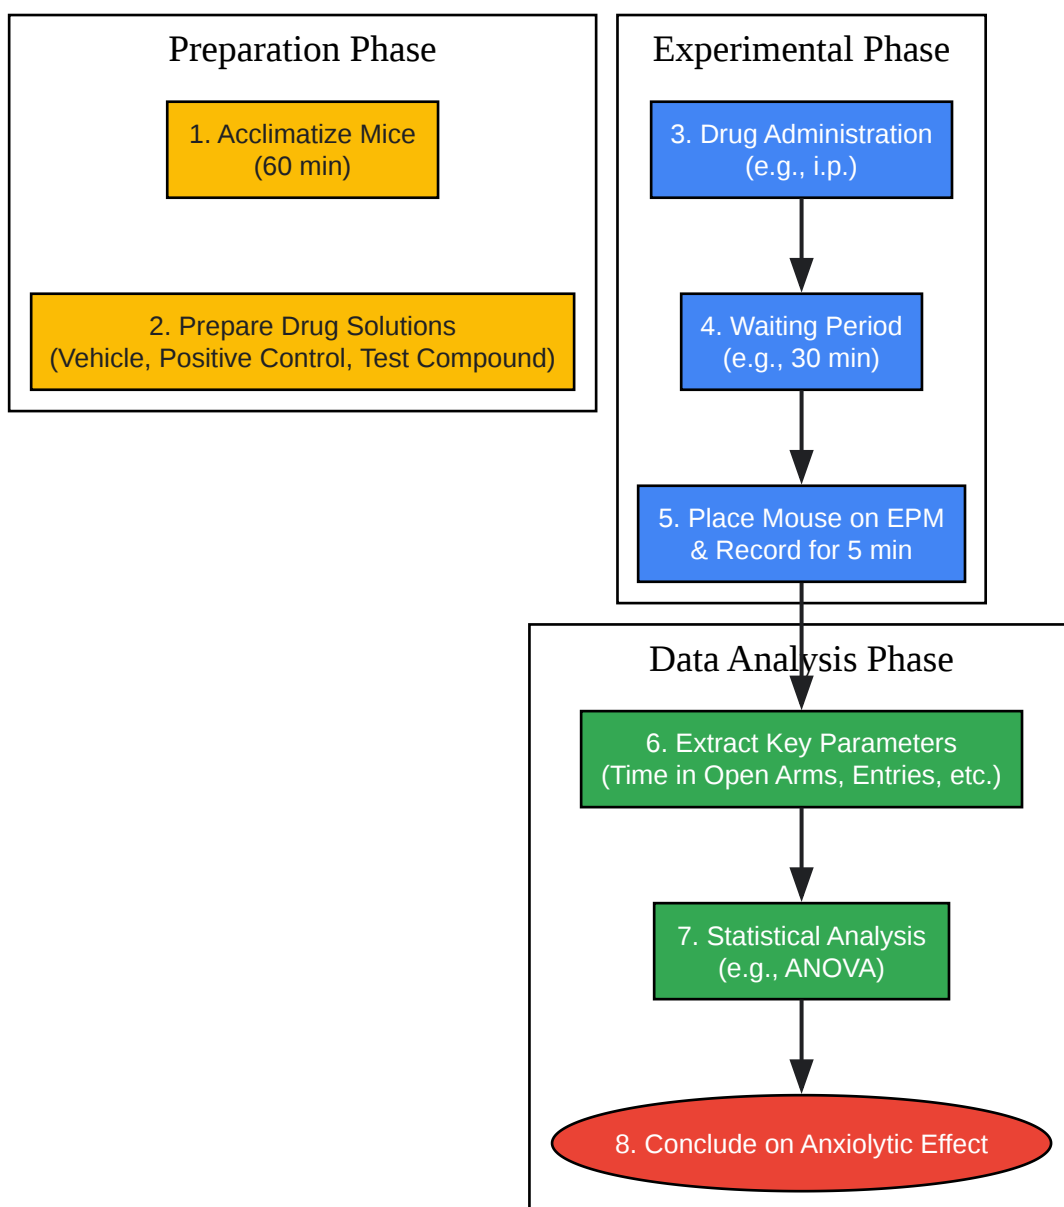 Preparation Phase
1. Acclimatize Mice
(60 min)
2. Prepare Drug Solutions
(Vehicle, Positive Control, Test Compound)
Experimental Phase
3. Drug Administration
(e.g., i.p.)
4. Waiting Period
(e.g., 30 min)
5. Place Mouse on EPM
& Record for 5 min
Data Analysis Phase
6. Extract Key Parameters
(Time in Open Arms, Entries, etc.)
7. Statistical Analysis
(e.g., ANOVA)
8. Conclude on Anxiolytic Effect